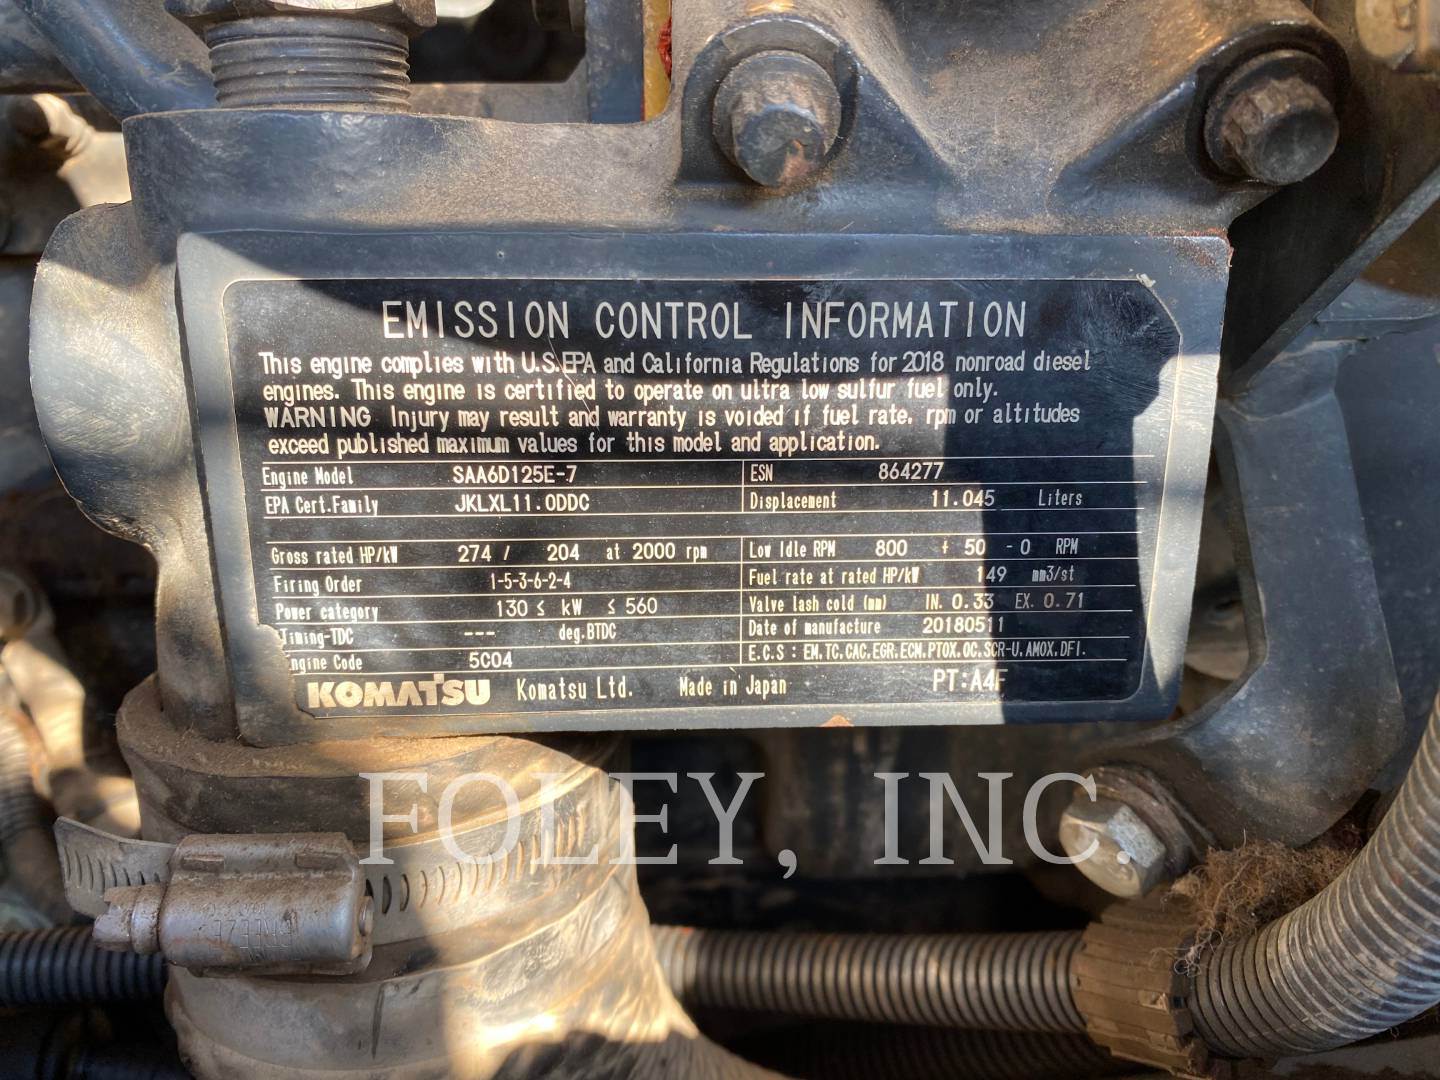 EMISSION CONTROL INFORMATION
This engine complies with U.S.EPA and California Regulations for 2018 nonroad diesel
engines. This engine is certified to operate on ultra low sulfur fuel only.
WARNING Injury may result and warranty is voided if fuel rate, rpm or altitudes
exceed published maximum values for this model and application.
Engine Model SAA6D125E-7 ESN 864277
EPA Cert.Family JKLXL11.0DDC Displacement 11.045 Liters
Gross rated HP/kW 274 / 204 at 2000 rpm Low Idle RPM 800 + 50 - 0 RPM
Firing Order 1-5-3-6-2-4 Fuel rate at rated HP/kW 149 mm3/st
Power category 130 ≤ kW ≤ 560 Valve lash cold (mm) IN. 0.33 EX. 0.71
Timing-TDC --- deg.BTDC Date of manufacture 20180511
ngine Code 5C04 E.C.S : EM,TC,CAC,EGR,ECM,PTOX,OC,SCR-U,AMOX,DFI.
KOMATSU Komatsu Ltd. Made in Japan PT:A4F
FOLEY, INC.
BREEZE